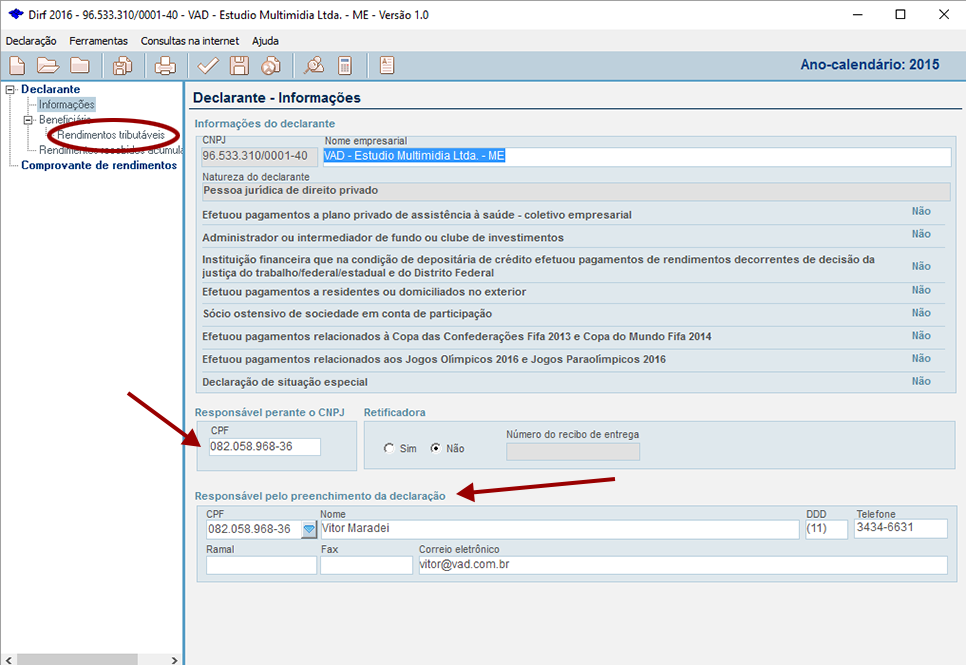 Dirf 2016 - 96.533.310/0001-40 - VAD - Estudio Multimidia Ltda. - ME - Versão 1.0
Declaração Ferramentas Consultas na internet Ajuda
Ano-calendário: 2015
Declarante
Informações
Beneficiário
Rendimentos tributáveis
Rendimentos recebidos acumula
Comprovante de rendimentos
Declarante - Informações
Informações do declarante
CNPJ Nome empresarial
96.533.310/0001-40 VAD - Estudio Multimidia Ltda. - ME
Natureza do declarante
Pessoa jurídica de direito privado
Efetuou pagamentos a plano privado de assistência à saúde - coletivo empresarial Não
Administrador ou intermediador de fundo ou clube de investimentos Não
Instituição financeira que na condição de depositária de crédito efetuou pagamentos de rendimentos decorrentes de decisão da
justiça do trabalho/federal/estadual e do Distrito Federal Não
Efetuou pagamentos a residentes ou domiciliados no exterior Não
Sócio ostensivo de sociedade em conta de participação Não
Efetuou pagamentos relacionados à Copa das Confederações Fifa 2013 e Copa do Mundo Fifa 2014 Não
Efetuou pagamentos relacionados aos Jogos Olímpicos 2016 e Jogos Paraolímpicos 2016 Não
Declaração de situação especial Não
Responsável perante o CNPJ Retificadora
CPF
082.058.968-36
Sim Não
Número do recibo de entrega
Responsável pelo preenchimento da declaração
CPF Nome DDD Telefone
082.058.968-36 Vitor Maradei (11) 3434-6631
Ramal Fax Correio eletrônico
vitor@vad.com.br